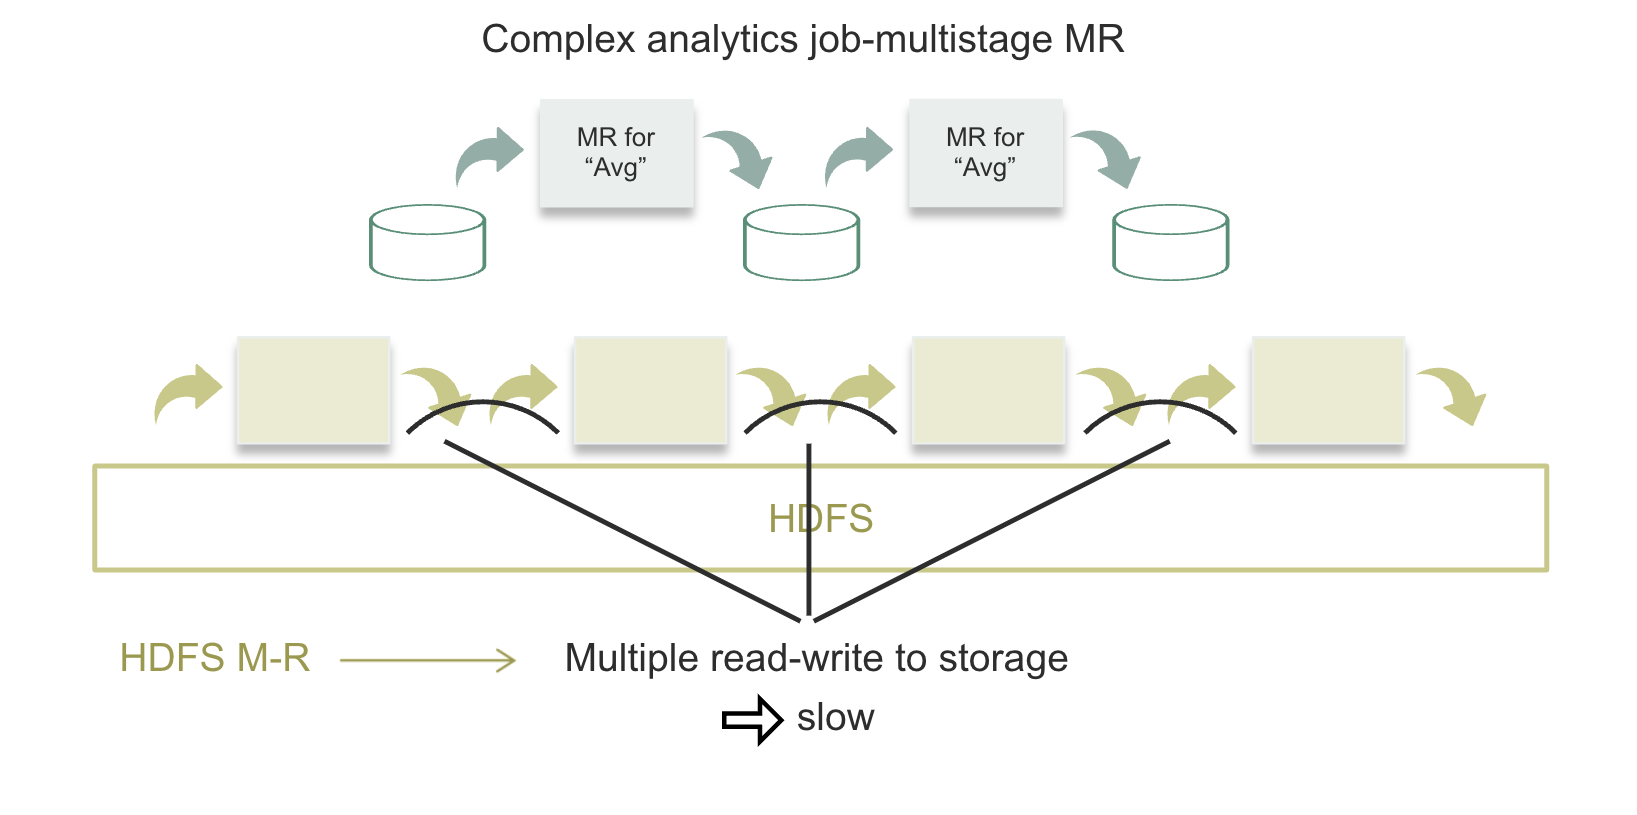 Complex analytics job-multistage MR
MR for
“Avg”
MR for
“Avg”
HDFS
HDFS M-R
Multiple read-write to storage
slow